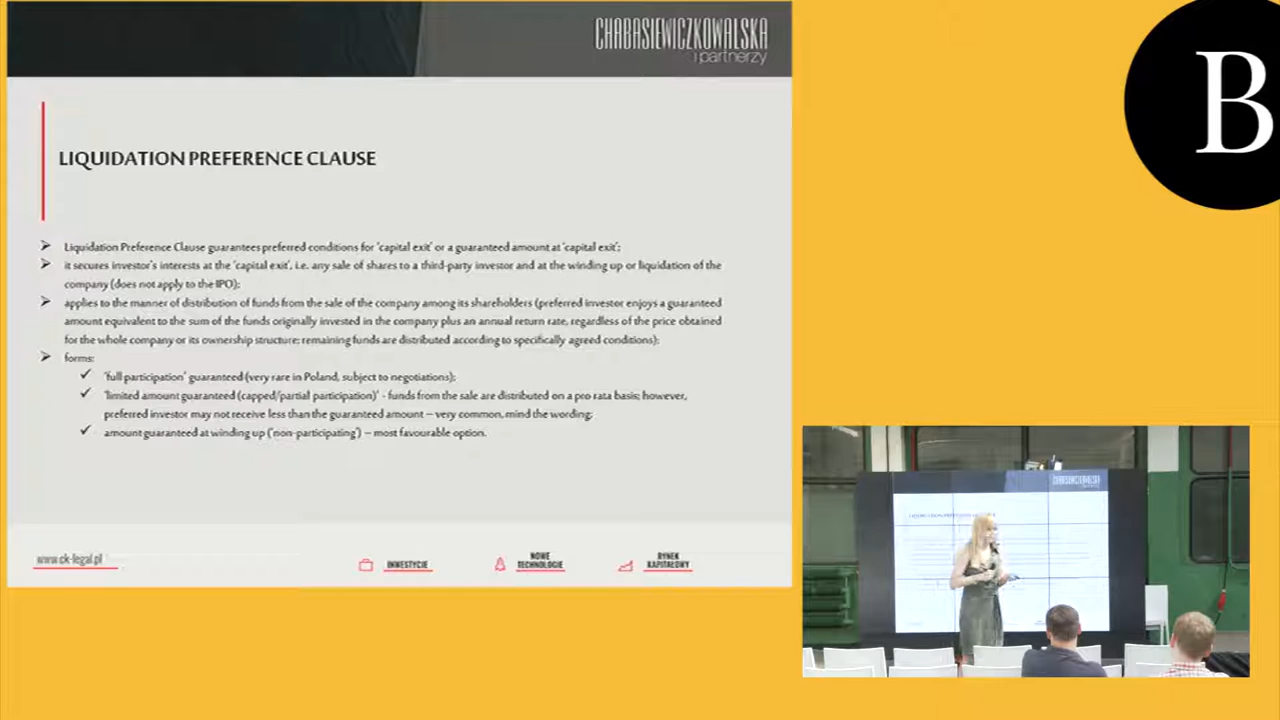 CHABASIEWICZKOWALSKA
i partnerzy
B
LIQUIDATION PREFERENCE CLAUSE
➢ Liquidation Preference Clause guarantees preferred conditions for 'capital exit' or a guaranteed amount at 'capital exit';
➢ it secures investor's interests at the 'capital exit', i.e. any sale of shares to a third-party investor and at the winding up or liquidation of the
company (does not apply to the IPO);
➢ applies to the manner of distribution of funds from the sale of the company among its shareholders (preferred investor enjoys a guaranteed
amount equivalent to the sum of the funds originally invested in the company plus an annual return rate, regardless of the price obtained
for the whole company or its ownership structure; remaining funds are distributed according to specifically agreed conditions);
➢ forms:
✓ 'full participation' guaranteed (very rare in Poland, subject to negotiations);
✓ 'limited amount guaranteed (capped/partial participation)' - funds from the sale are distributed on a pro rata basis; however,
preferred investor may not receive less than the guaranteed amount – very common, mind the wording;
✓ amount guaranteed at winding up ('non-participating') – most favourable option.
www.ck-legal.pl
INWESTYCJE
NOWE
TECHNOLOGIE
RYNEK
KAPITAŁOWY
CHABASIEWICZKOWALSKA